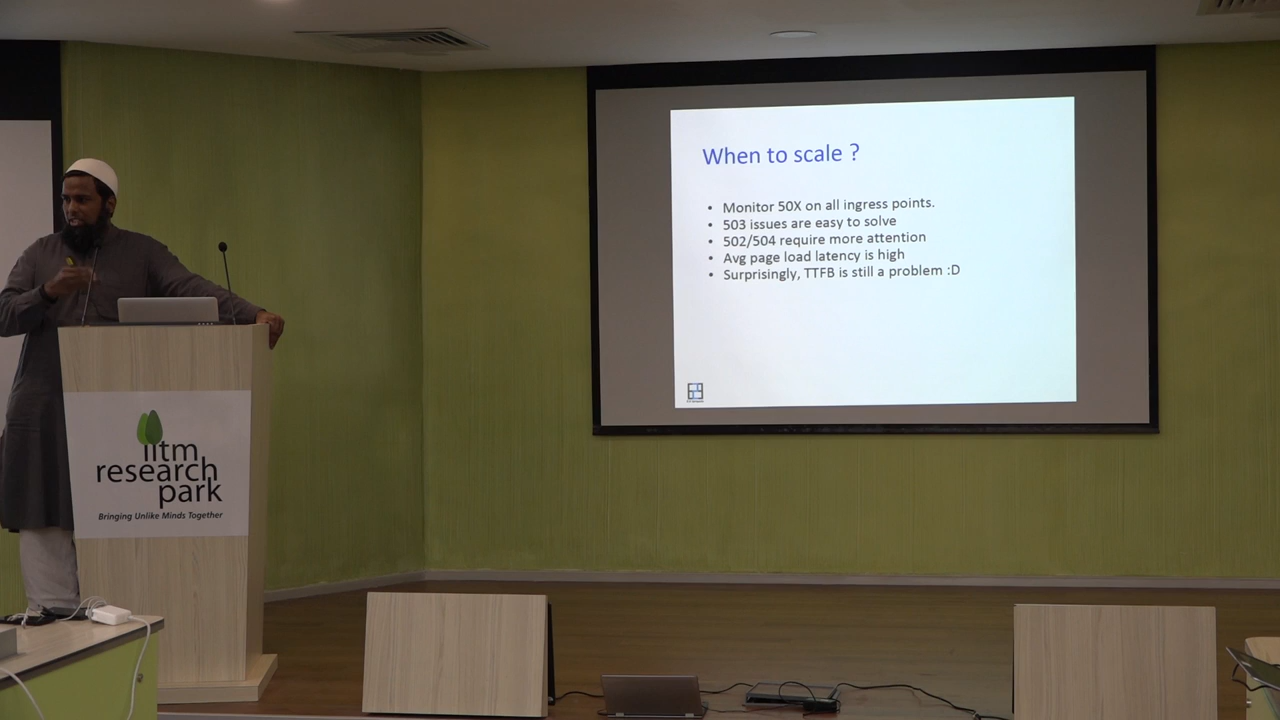 When to scale ?
• Monitor 50X on all ingress points.
• 503 issues are easy to solve
• 502/504 require more attention
• Avg page load latency is high
• Surprisingly, TTFB is still a problem :D
iitm
research
park
Bringing Unlike Minds Together